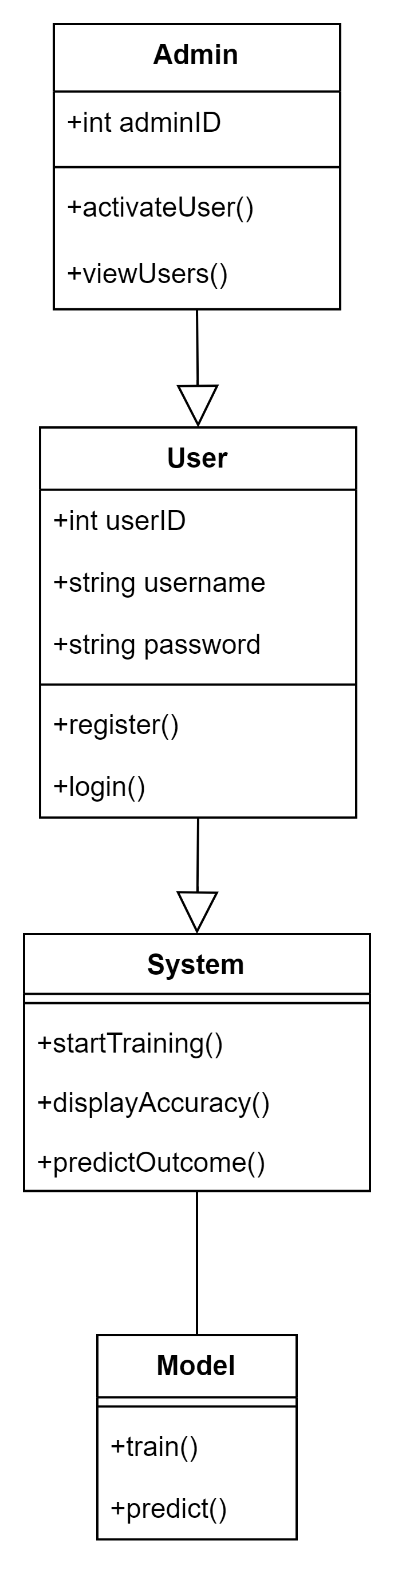 Admin
+int adminID
+activateUser()
+viewUsers()
User
+int userID
+string username
+string password
+register()
+login()
System
+startTraining()
+displayAccuracy()
+predictOutcome()
Model
+train()
+predict()